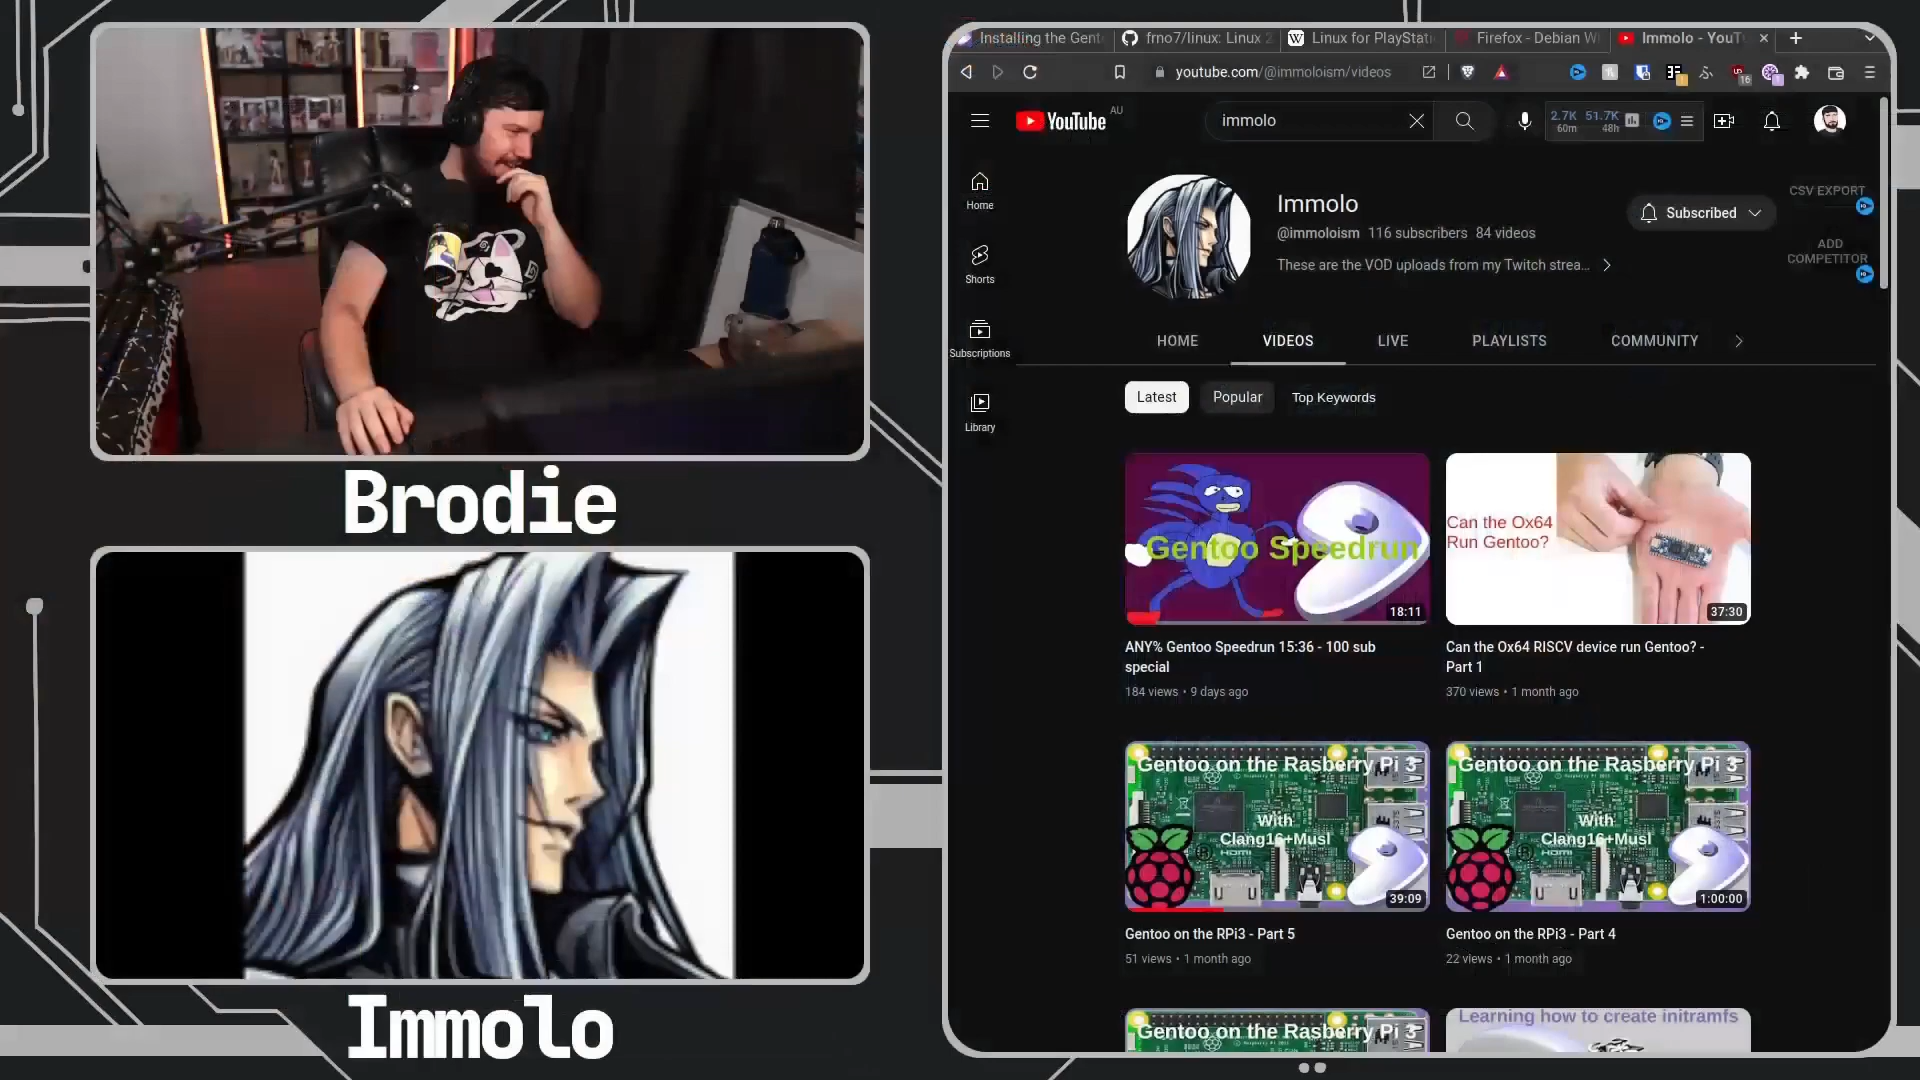 Brodie
Immolo
Installing the Gent
frno7/linux: Linux 2
Linux for PlayStati
Firefox - Debian Wi
Immolo - YouT
youtube.com/@immoloism/videos
16
YouTube
AU
immolo
2.7K 51.7K
60m 48h
Home
Shorts
Subscriptions
Library
Immolo
@immoloism 116 subscribers 84 videos
These are the VOD uploads from my Twitch strea...
Subscribed
CSV EXPORT
ADD
COMPETITOR
HOME VIDEOS LIVE PLAYLISTS COMMUNITY
Latest Popular Top Keywords
Gentoo Speedrun
18:11
ANY% Gentoo Speedrun 15:36 - 100 sub
special
184 views • 9 days ago
Can the Ox64
Run Gentoo?
37:30
Can the Ox64 RISCV device run Gentoo? -
Part 1
370 views • 1 month ago
Gentoo on the Rasberry Pi 3
With
Clang16+Musl
HDMI
39:09
Gentoo on the RPi3 - Part 5
51 views • 1 month ago
Gentoo on the Rasberry Pi 3
With
Clang16+Musl
HDMI
1:00:00
Gentoo on the RPi3 - Part 4
22 views • 1 month ago
Gentoo on the Rasberry Pi 3
Learning how to create initramfs